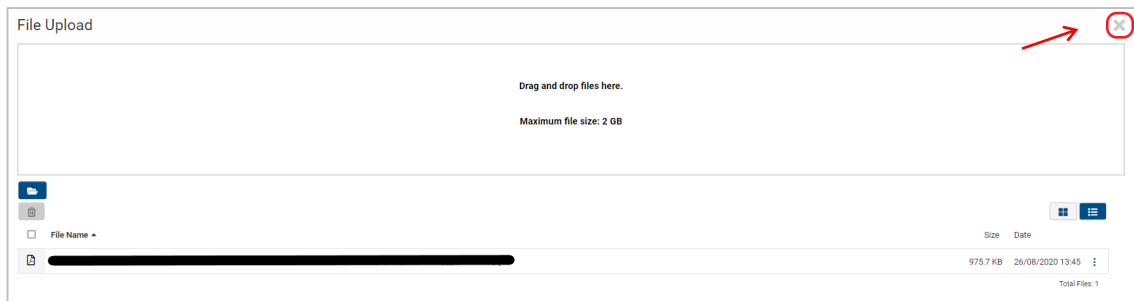 File Upload
Drag and drop files here.
Maximum file size: 2 GB
File Name Size Date
975.7 KB 26/08/2020 13:45
Total Files: 1